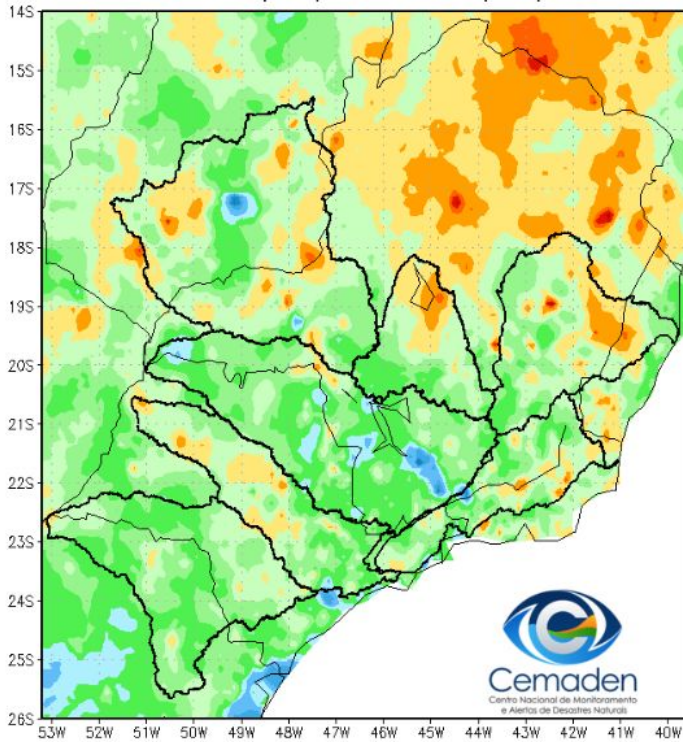 14S
15S
16S
17S
18S
19S
20S
21S
22S
23S
24S
25S
26S
53W 52W 51W 50W 49W 48W 47W 46W 45W 44W 43W 42W 41W 40W
Cemaden
Centro Nacional de Monitoramento
e Alertas de Desastres Naturais